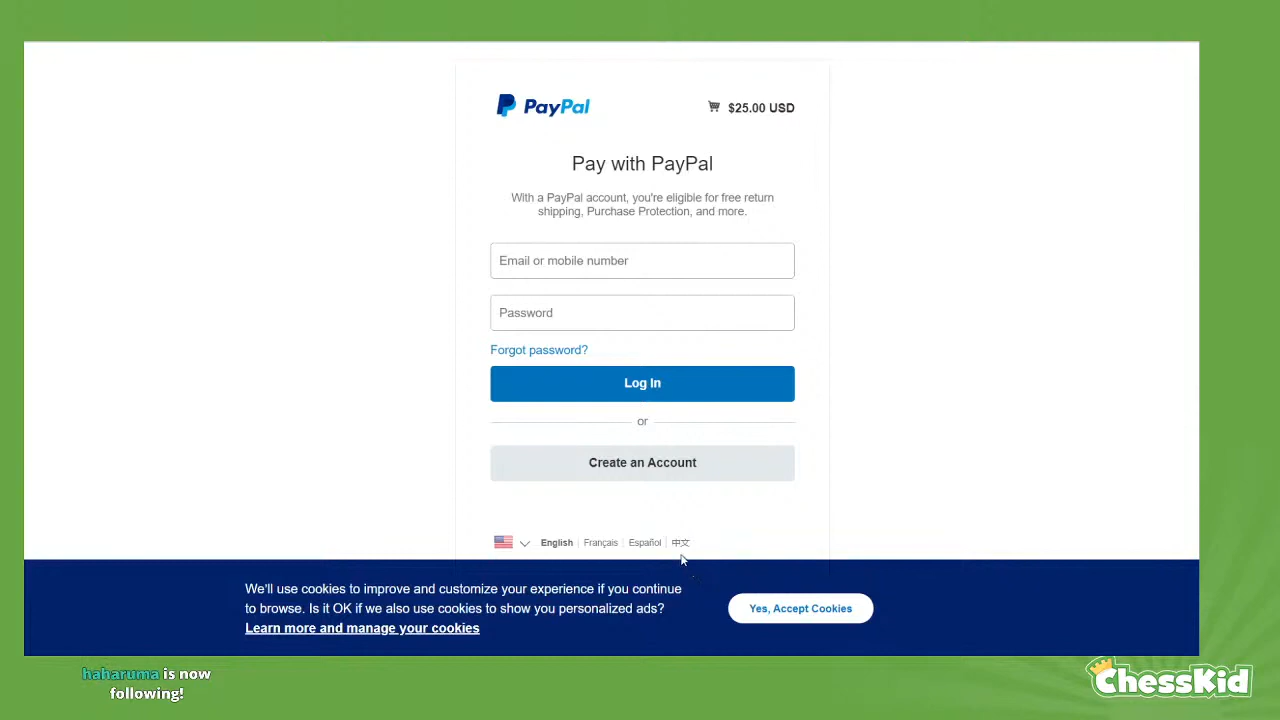 PayPal
$25.00 USD
Pay with PayPal
With a PayPal account, you're eligible for free return
shipping, Purchase Protection, and more.
Email or mobile number
Password
Forgot password?
Log In
or
Create an Account
English Français Español 中文
We'll use cookies to improve and customize your experience if you continue
to browse. Is it OK if we also use cookies to show you personalized ads?
Learn more and manage your cookies
Yes, Accept Cookies
haharuma is now
following!
ChessKid